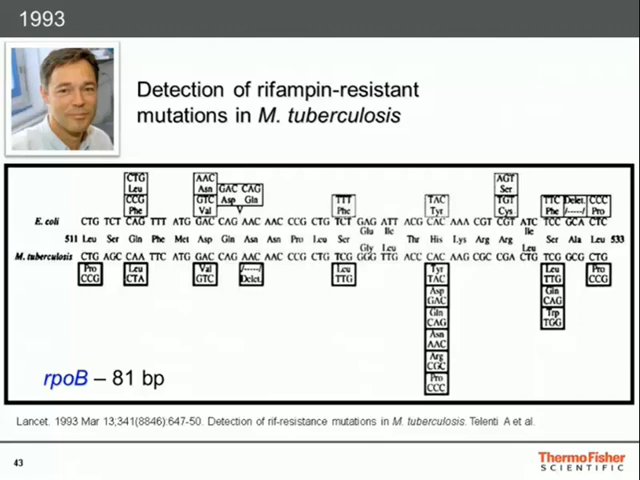 1993
Detection of rifampin-resistant
mutations in M. tuberculosis
CTG
Leu
CCG
Phe
AAC
Asn
GTC
Val
GAC CAG
Asp Gln
TTT
Phe
TAC
Tyr
AGT
Ser
TGT
Cys
TTC Delet. CCC
Phe /-----/ Pro
E.coli CTG TCT CAG TTT ATG GAC CAG AAC AAC CCG CTG TCT GAG ATT ACG CAC AAA CGT CGT ATC TCC GCA CTC
Glu Ile Ile
511 Leu Ser Gln Phe Met Asp Gln Asn Asn Pro Leu Ser Thr His Lys Arg Arg Ser Ala Leu 533
Gly Leu Leu
M. tuberculosis CTG AGC CAA TTC ATG GAC CAG AAC AAC CCG CTG TCG GGG TTG ACC CAC AAG CGC CGA CTG TCG GCG CTG
Pro
CCG
Leu
CTA
Val
GTC
/-----/
Delet.
Leu
TTG
Tyr
TAC
Asp
GAC
Gln
CAG
Asn
AAC
Arg
CGC
Pro
CCC
Leu
TTG
Gln
CAG
Trp
TGG
Pro
CCG
rpoB – 81 bp
Lancet. 1993 Mar 13;341(8846):647-50. Detection of rif-resistance mutations in M. tuberculosis. Telenti A et al.
43
ThermoFisher
SCIENTIFIC